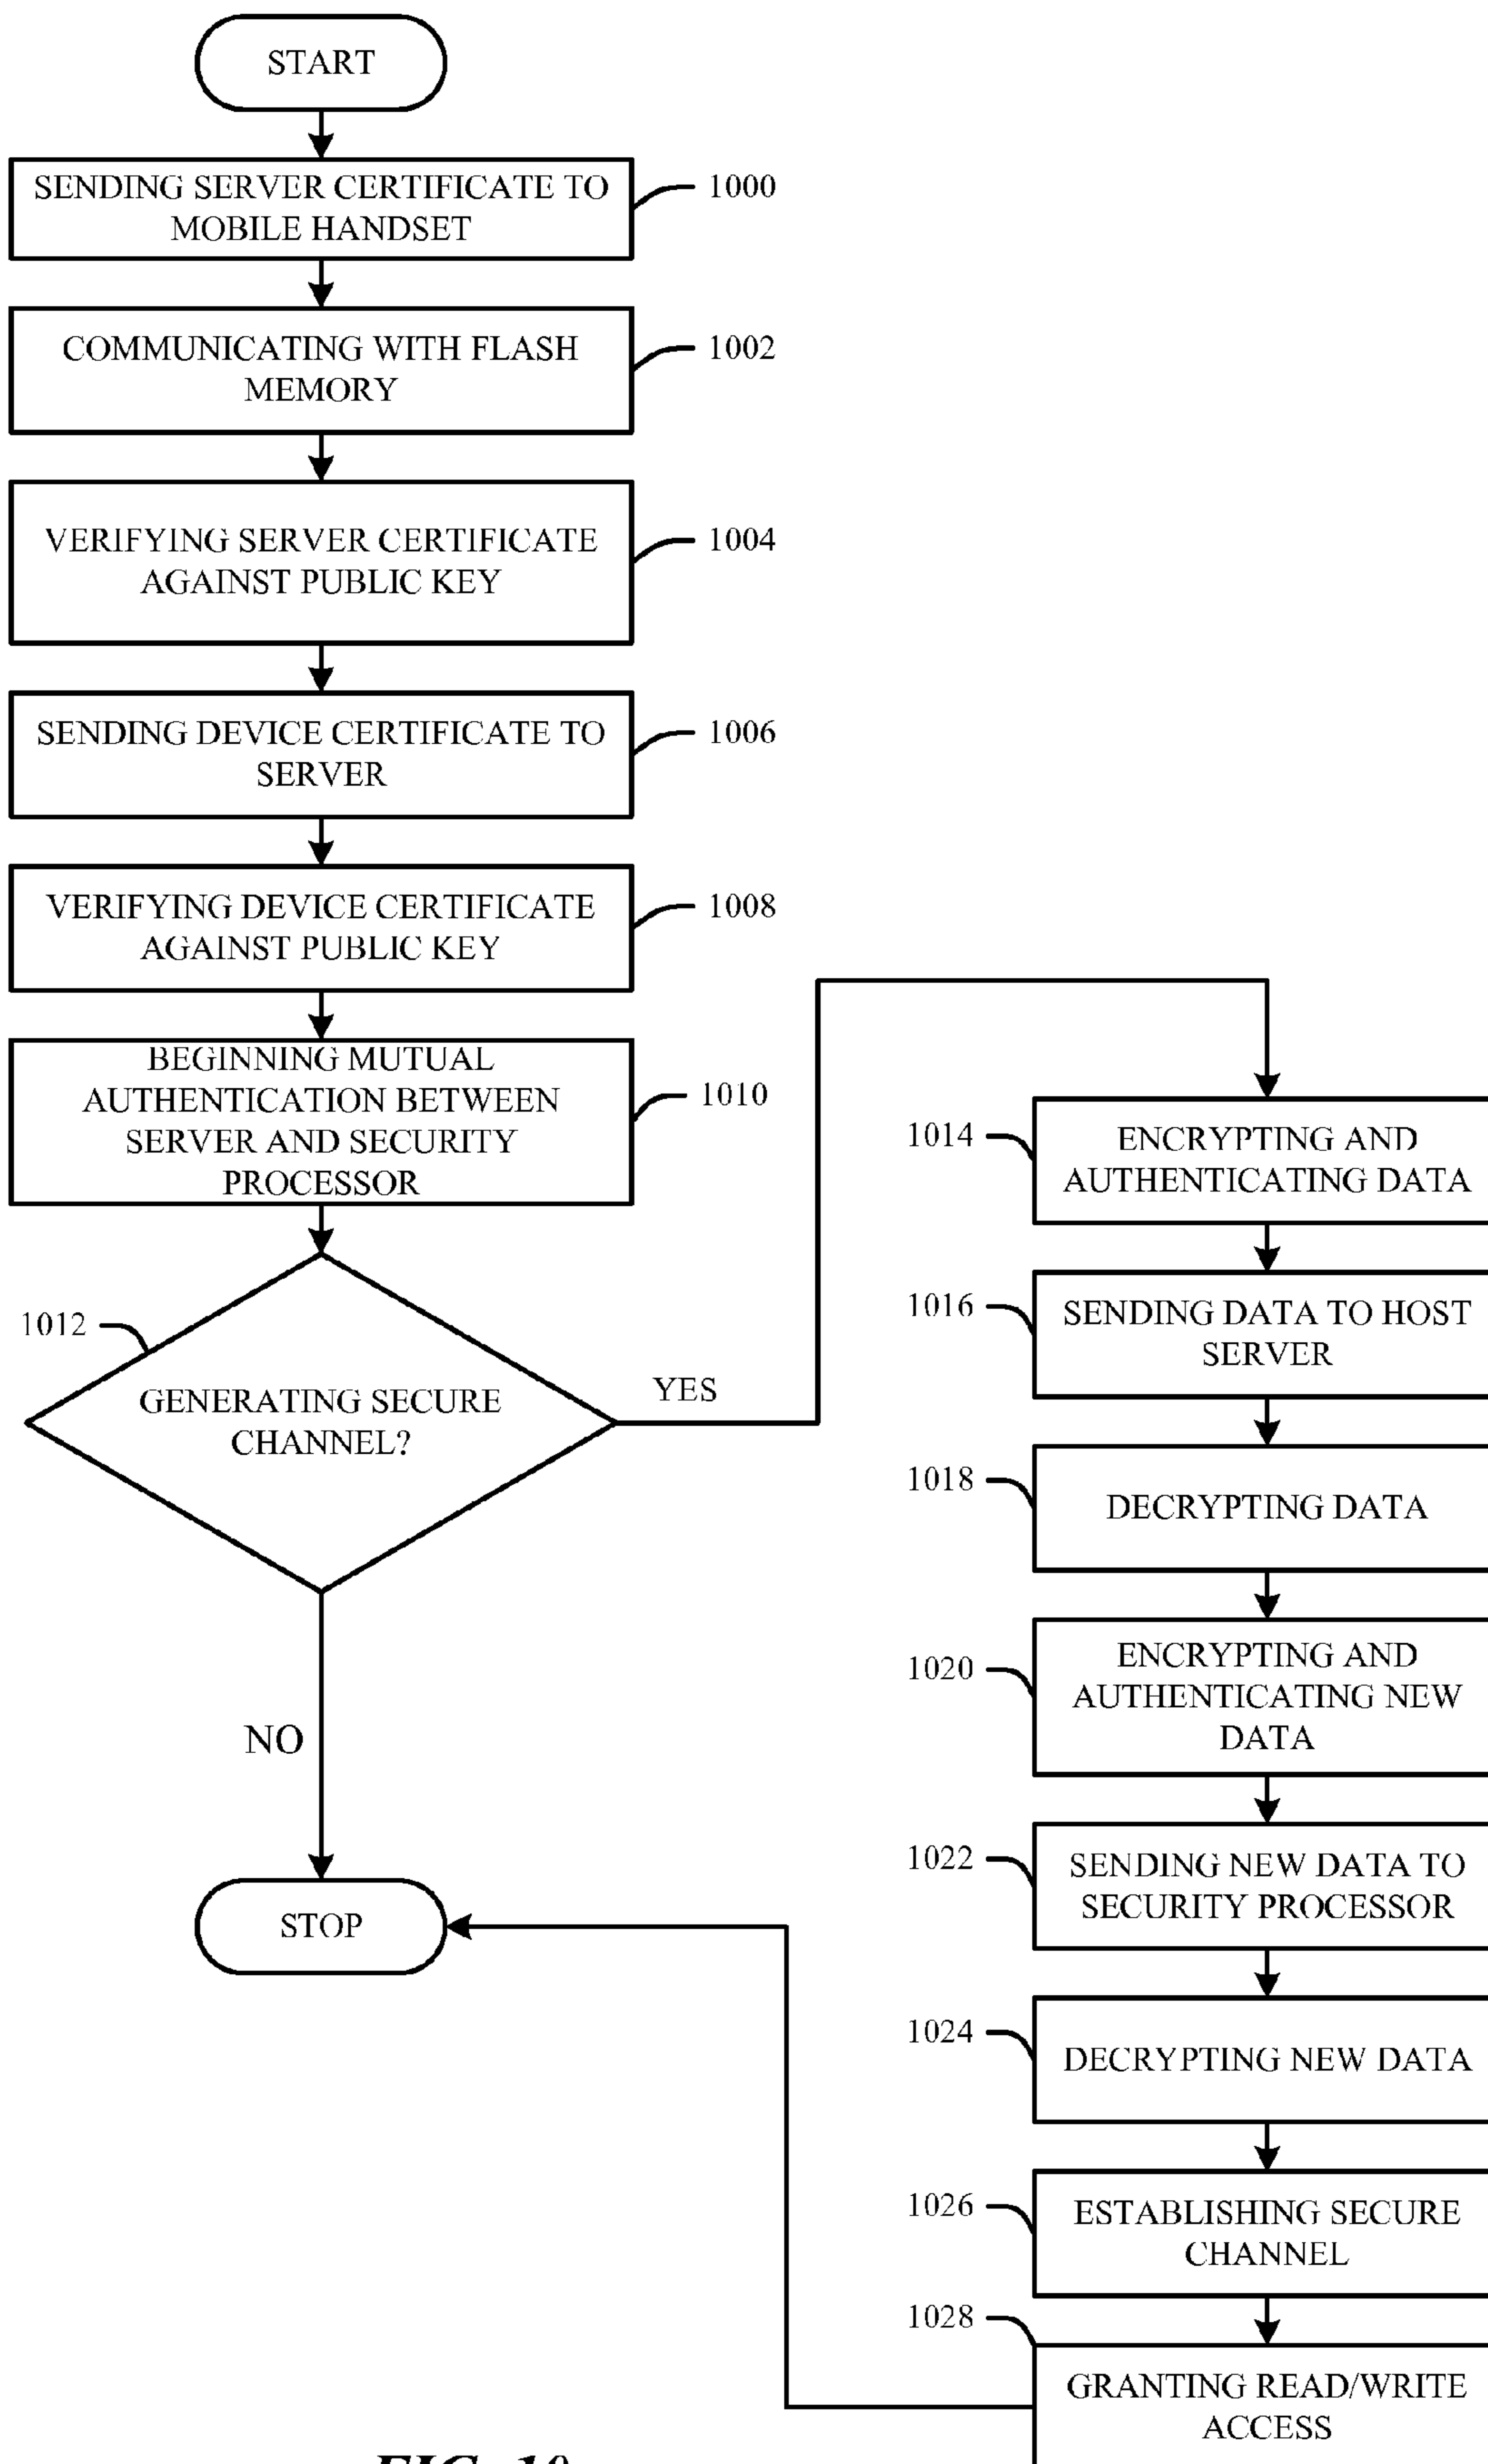 START
SENDING SERVER CERTIFICATE TO
MOBILE HANDSET
1000
COMMUNICATING WITH FLASH
MEMORY
1002
VERIFYING SERVER CERTIFICATE
AGAINST PUBLIC KEY
1004
SENDING DEVICE CERTIFICATE TO
SERVER
1006
VERIFYING DEVICE CERTIFICATE
AGAINST PUBLIC KEY
1008
BEGINNING MUTUAL
AUTHENTICATION BETWEEN
SERVER AND SECURITY
PROCESSOR
1010
1012
GENERATING SECURE
CHANNEL?
YES
NO
STOP
1014
ENCRYPTING AND
AUTHENTICATING DATA
1016
SENDING DATA TO HOST
SERVER
1018
DECRYPTING DATA
1020
ENCRYPTING AND
AUTHENTICATING NEW
DATA
1022
SENDING NEW DATA TO
SECURITY PROCESSOR
1024
DECRYPTING NEW DATA
1026
ESTABLISHING SECURE
CHANNEL
1028
GRANTING READ/WRITE
ACCESS
FIG. 10